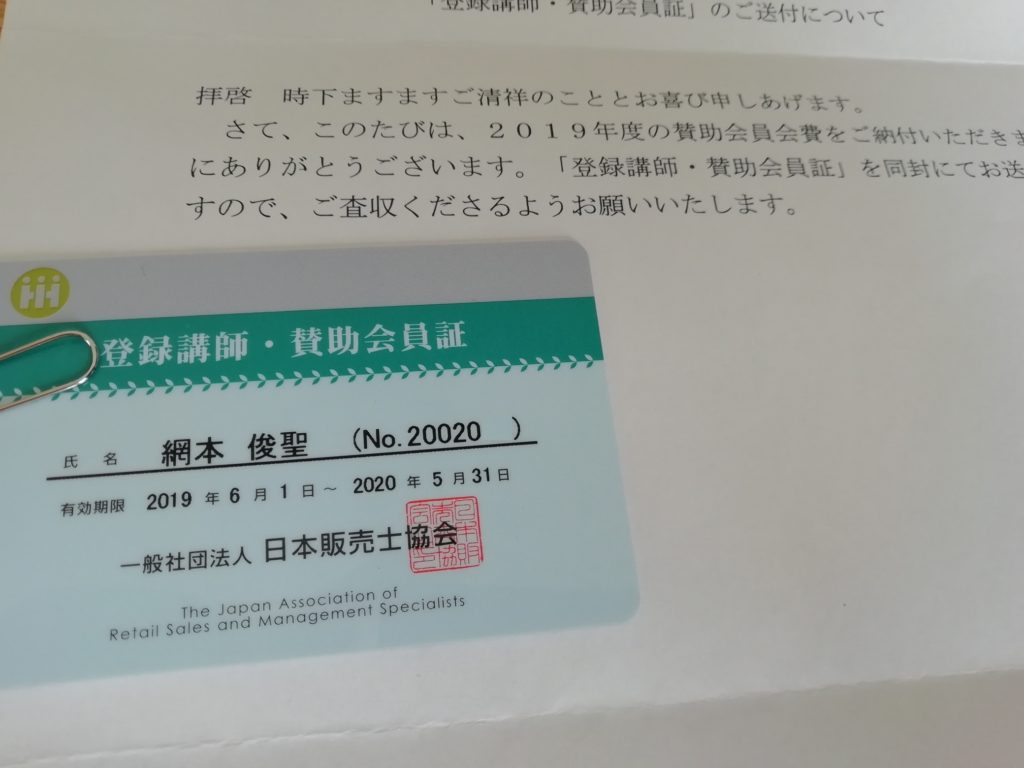 「登録講師・賛助会員証」のご送付について
拝啓　時下ますますご清祥のこととお喜び申しあげます。
さて、このたびは、２０１９年度の賛助会員会費をご納付いただきま
にありがとうございます。「登録講師・賛助会員証」を同封にてお送
すので、ご査収くださるようお願いいたします。
登録講師・賛助会員証
氏名 網本 俊聖 (No.20020 )
有効期限 2019 年 6 月 1 日～ 2020 年 5 月 31 日
一般社団法人 日本販売士協会
The Japan Association of
Retail Sales and Management Specialists